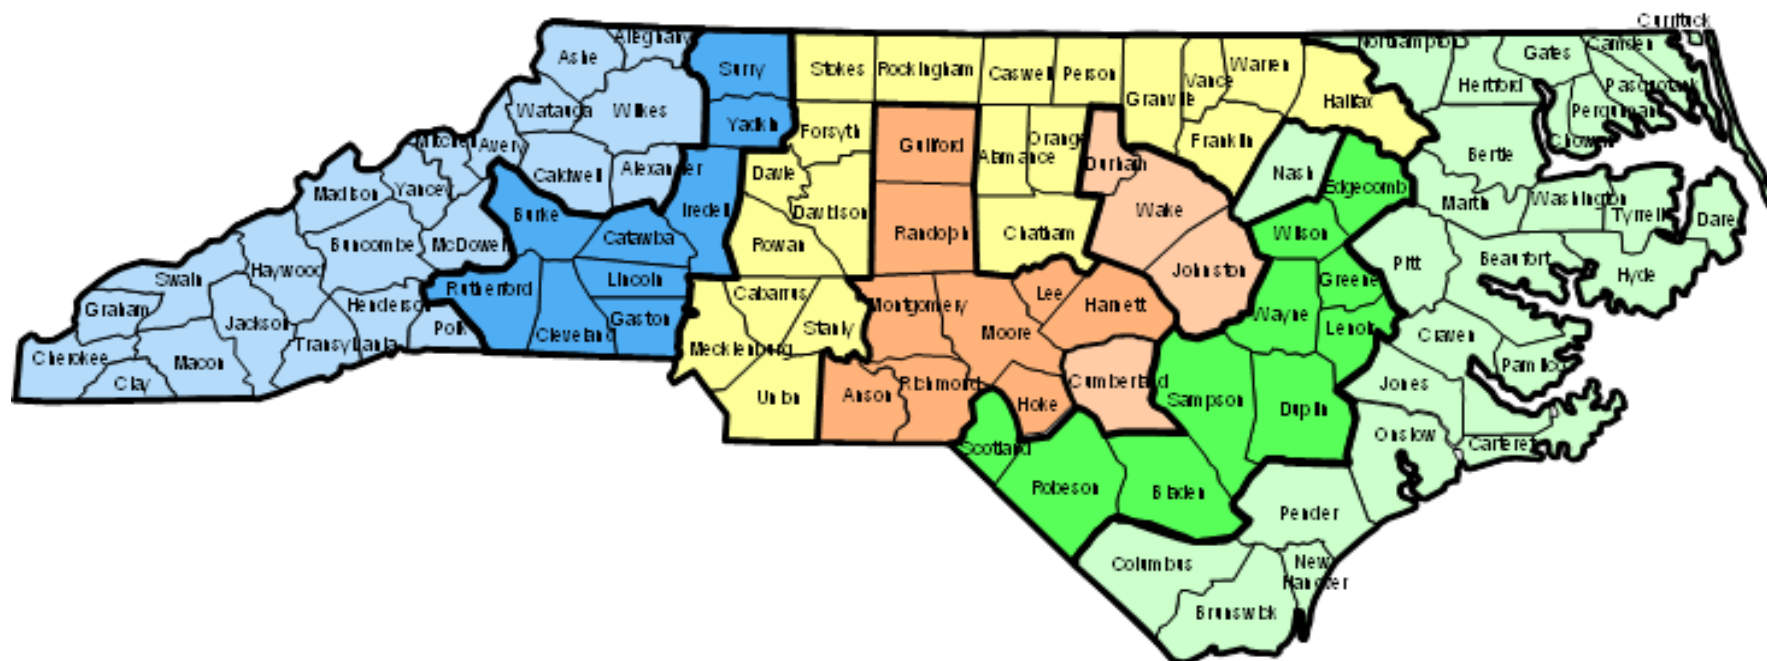 Currituck
Alleghany
Northampton
Camden
Ashe
Gates
Surry
Stokes
Rockingham
Caswell
Person
Warren
Vance
Hertford
Pasquotank
Watauga
Wilkes
Granville
Halifax
Perquimans
Yadkin
Forsyth
Mitchell
Avery
Guilford
Orange
Franklin
Chowan
Alamance
Durham
Bertie
Caldwell
Alexander
Davie
Nash
Edgecomb
Madison
Yancey
Burke
Iredell
Davidson
Wake
Martin
Washington
Tyrrell
Dare
Buncombe
McDowell
Catawba
Rowan
Randolph
Chatham
Wilson
Swain
Haywood
Lincoln
Johnston
Pitt
Beaufort
Hyde
Rutherford
Greene
Graham
Henderson
Cabarrus
Montgomery
Lee
Harnett
Jackson
Polk
Cleveland
Gaston
Stanly
Moore
Wayne
Lenoir
Craven
Transylvania
Mecklenburg
Cherokee
Macon
Pamlico
Clay
Union
Anson
Richmond
Hoke
Cumberland
Sampson
Duplin
Jones
Scotland
Onslow
Carteret
Robeson
Bladen
Pender
Columbus
New
Hanover
Brunswick